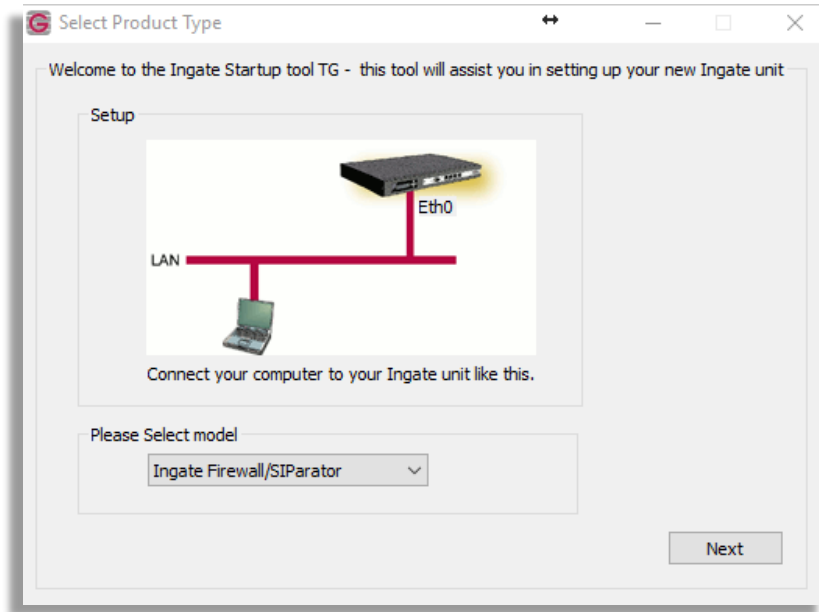 Select Product Type
Welcome to the Ingate Startup tool TG - this tool will assist you in setting up your new Ingate unit
Setup
Eth0
LAN
Connect your computer to your Ingate unit like this.
Please Select model
Ingate Firewall/SIParator
Next